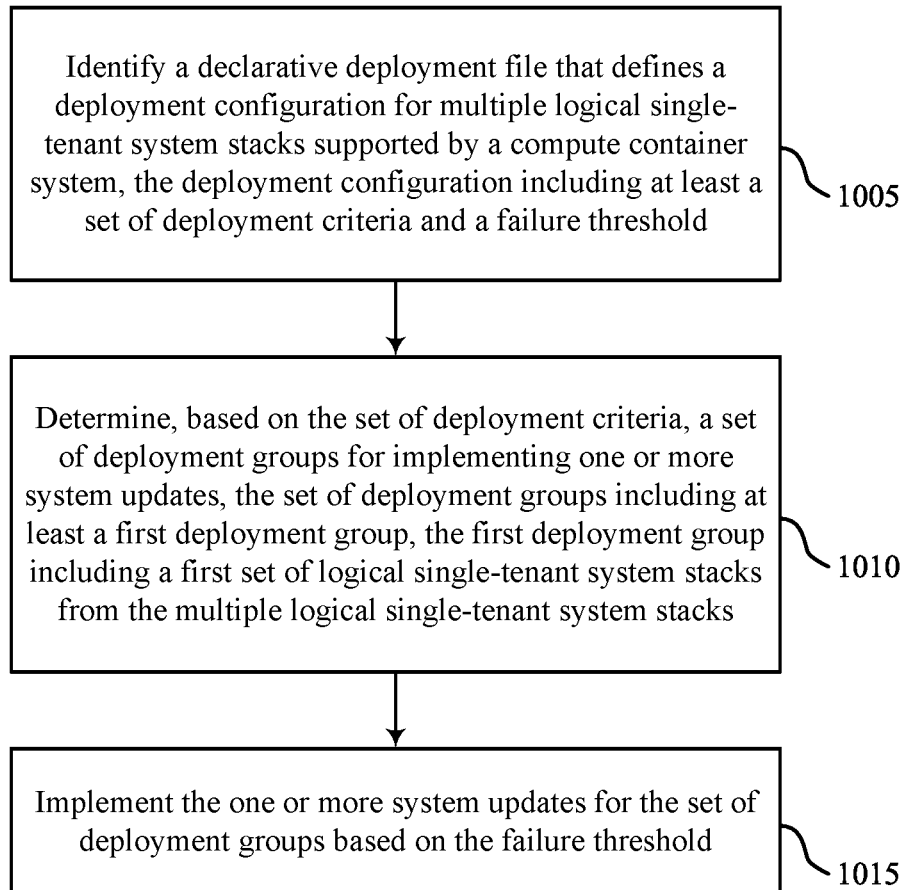 Identify a declarative deployment file that defines a
deployment configuration for multiple logical single-
tenant system stacks supported by a compute container
system, the deployment configuration including at least a
set of deployment criteria and a failure threshold
1005
Determine, based on the set of deployment criteria, a set
of deployment groups for implementing one or more
system updates, the set of deployment groups including at
least a first deployment group, the first deployment group
including a first set of logical single-tenant system stacks
from the multiple logical single-tenant system stacks
1010
Implement the one or more system updates for the set of
deployment groups based on the failure threshold
1015